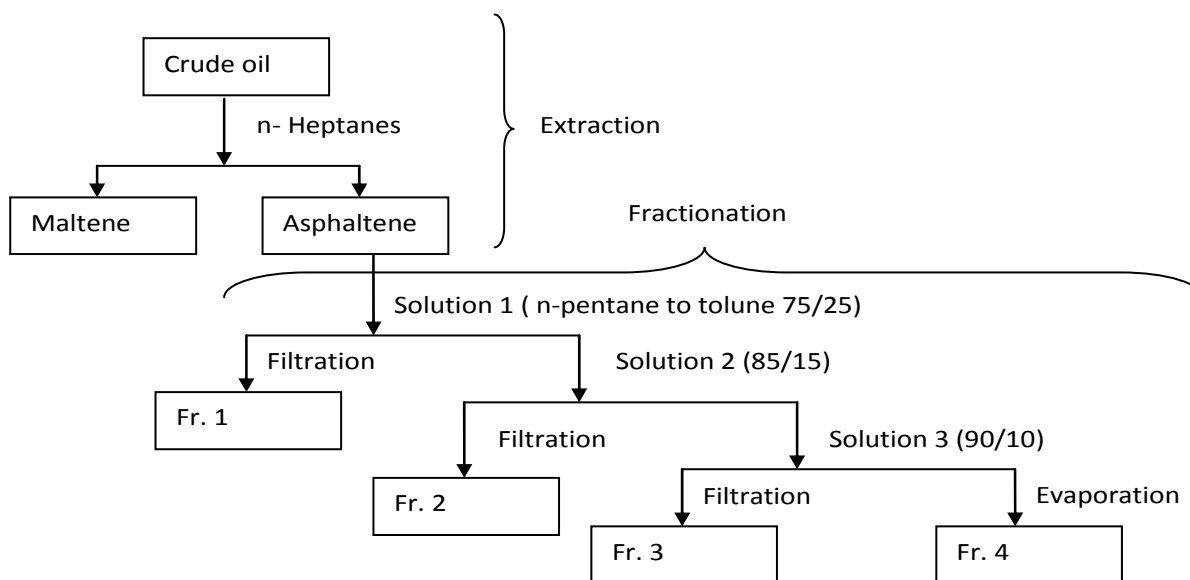 Crude oil
n- Heptanes
Extraction
Maltene
Asphaltene
Fractionation
Solution 1 ( n-pentane to tolune 75/25)
Filtration
Solution 2 (85/15)
Fr. 1
Filtration
Solution 3 (90/10)
Fr. 2
Filtration
Evaporation
Fr. 3
Fr. 4